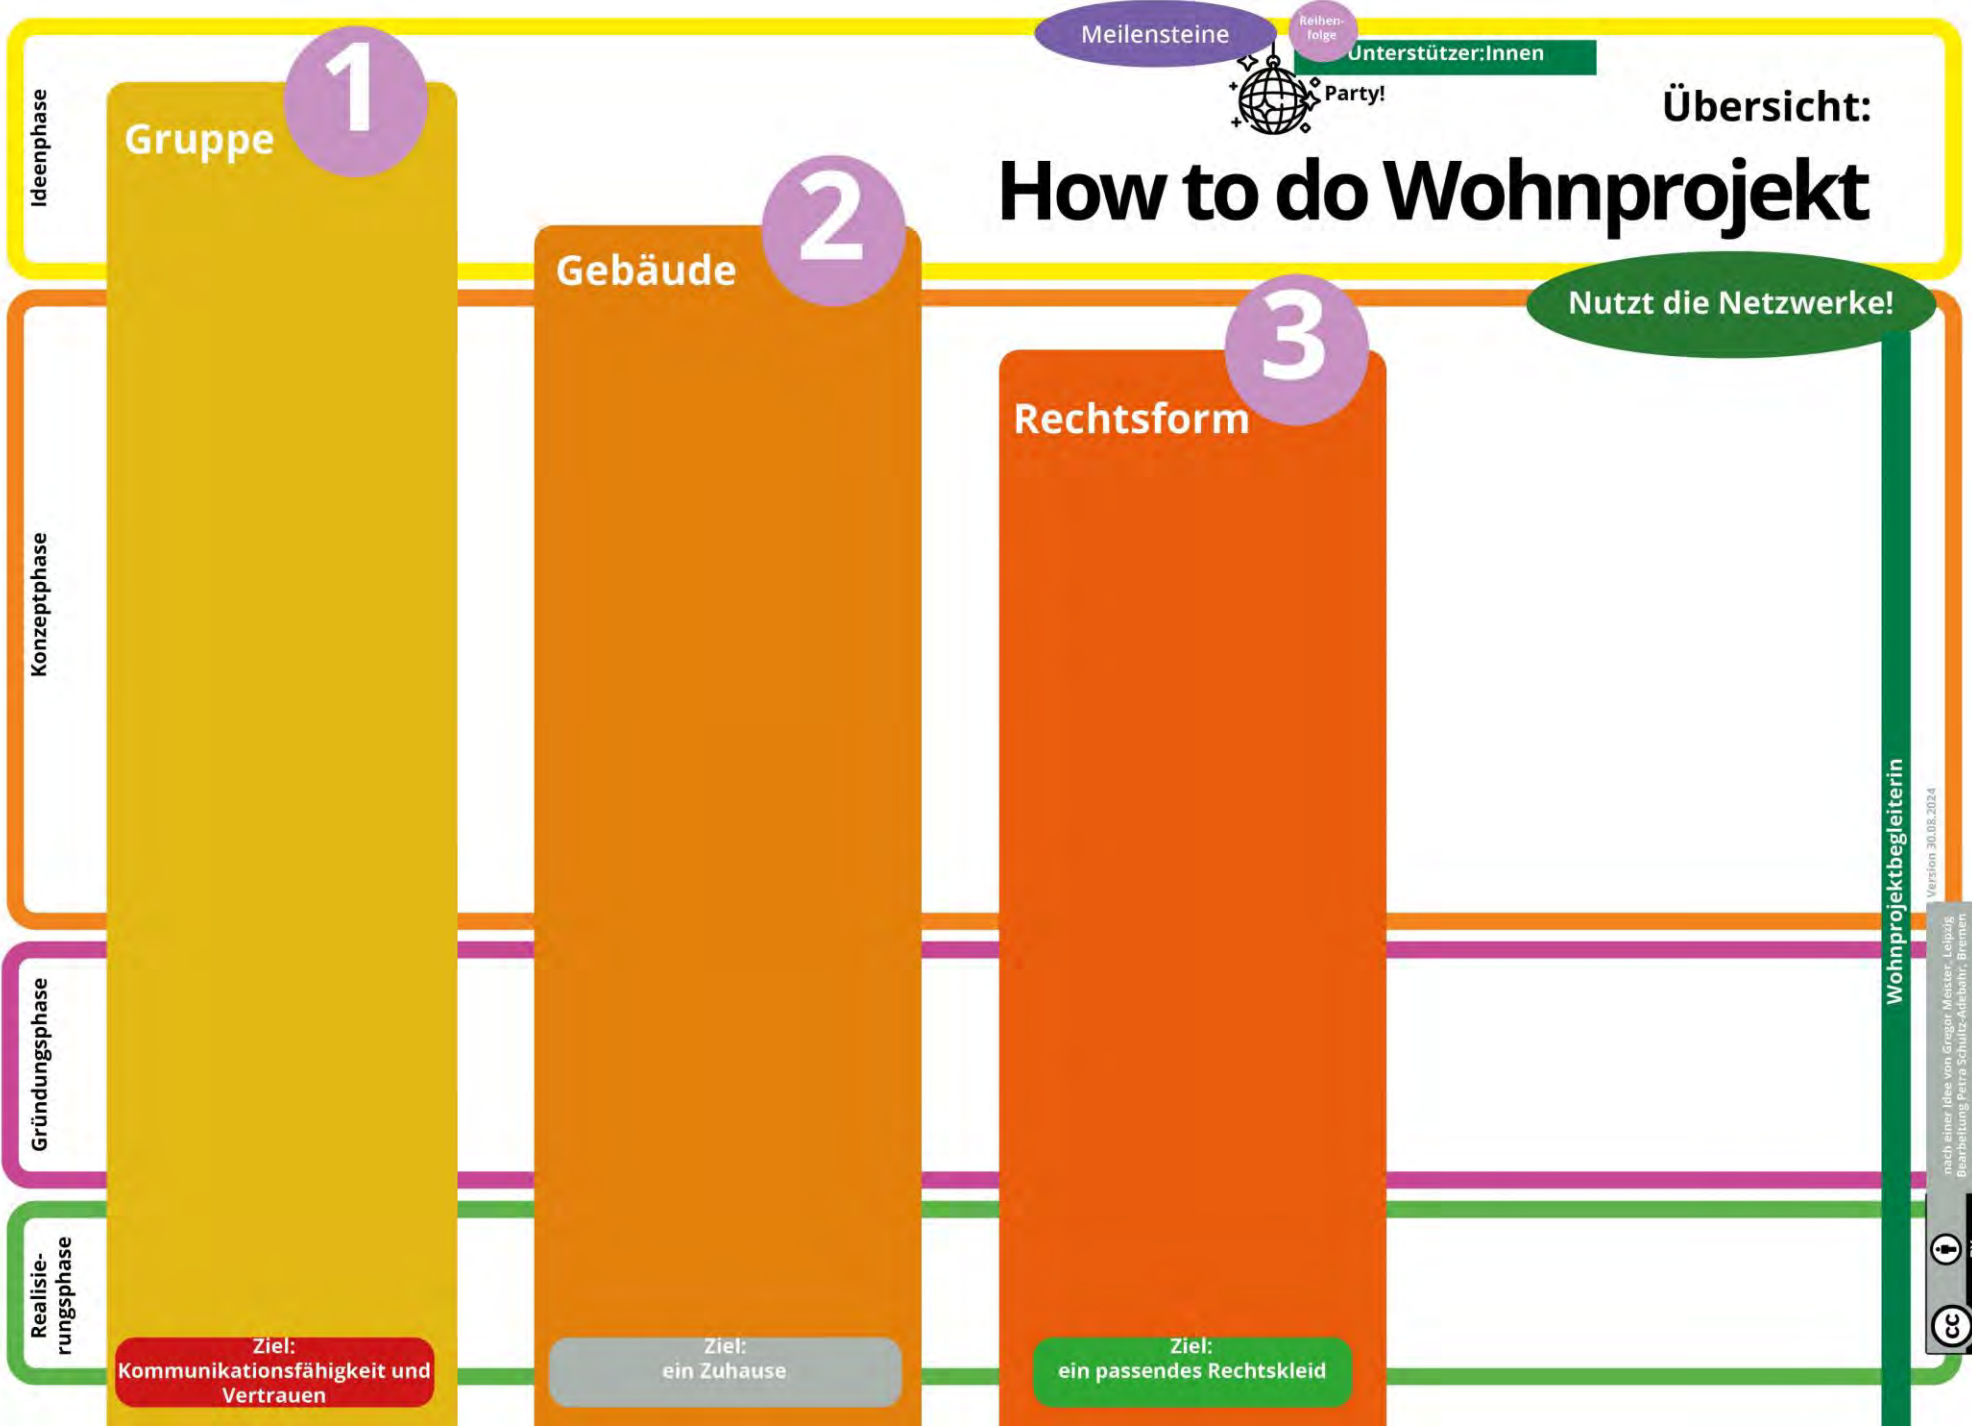 Meilensteine
Reihen-
folge
Unterstützer:Innen
Party!
Übersicht:
How to do Wohnprojekt
Nutzt die Netzwerke!
1
Gruppe
2
Gebäude
3
Rechtsform
Ideenphase
Konzeptphase
Gründungsphase
Realisie-
rungsphase
Ziel:
Kommunikationsfähigkeit und
Vertrauen
Ziel:
ein Zuhause
Ziel:
ein passendes Rechtskleid
Wohnprojektbegleiterin
Version 30.08.2024
nach einer Idee von Gregor Meister, Leipzig
Bearbeitung Petra Schultz-Adebahr, Bremen
cc